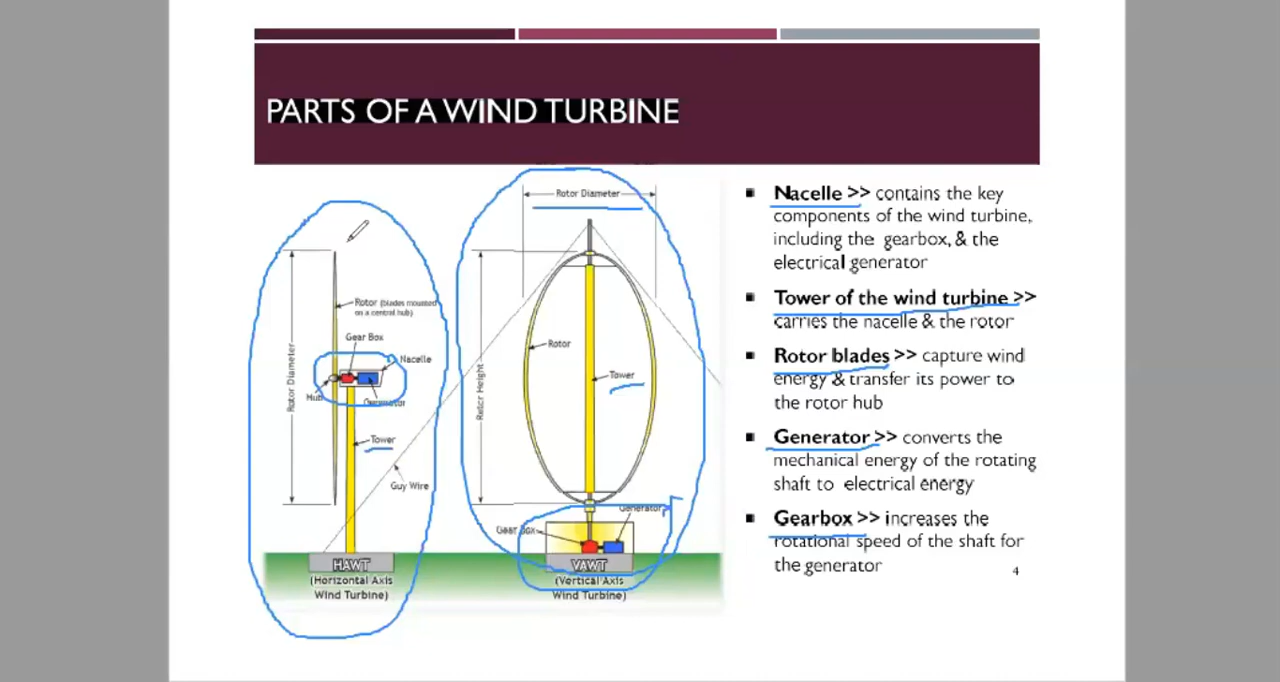 PARTS OF A WIND TURBINE
Rotor Diameter
Rotor (blades mounted
on a central hub)
Gear Box
Nacelle
Rotor Diameter
Hub
Generator
Tower
Guy Wire
HAWT
(Horizontal Axis
Wind Turbine)
Rotor Height
Rotor
Tower
Generator
Gear Box
VAWT
(Vertical Axis
Wind Turbine)
▪ Nacelle >> contains the key
components of the wind turbine,
including the gearbox, & the
electrical generator
▪ Tower of the wind turbine >>
carries the nacelle & the rotor
▪ Rotor blades >> capture wind
energy & transfer its power to
the rotor hub
▪ Generator >> converts the
mechanical energy of the rotating
shaft to electrical energy
▪ Gearbox >> increases the
rotational speed of the shaft for
the generator
4